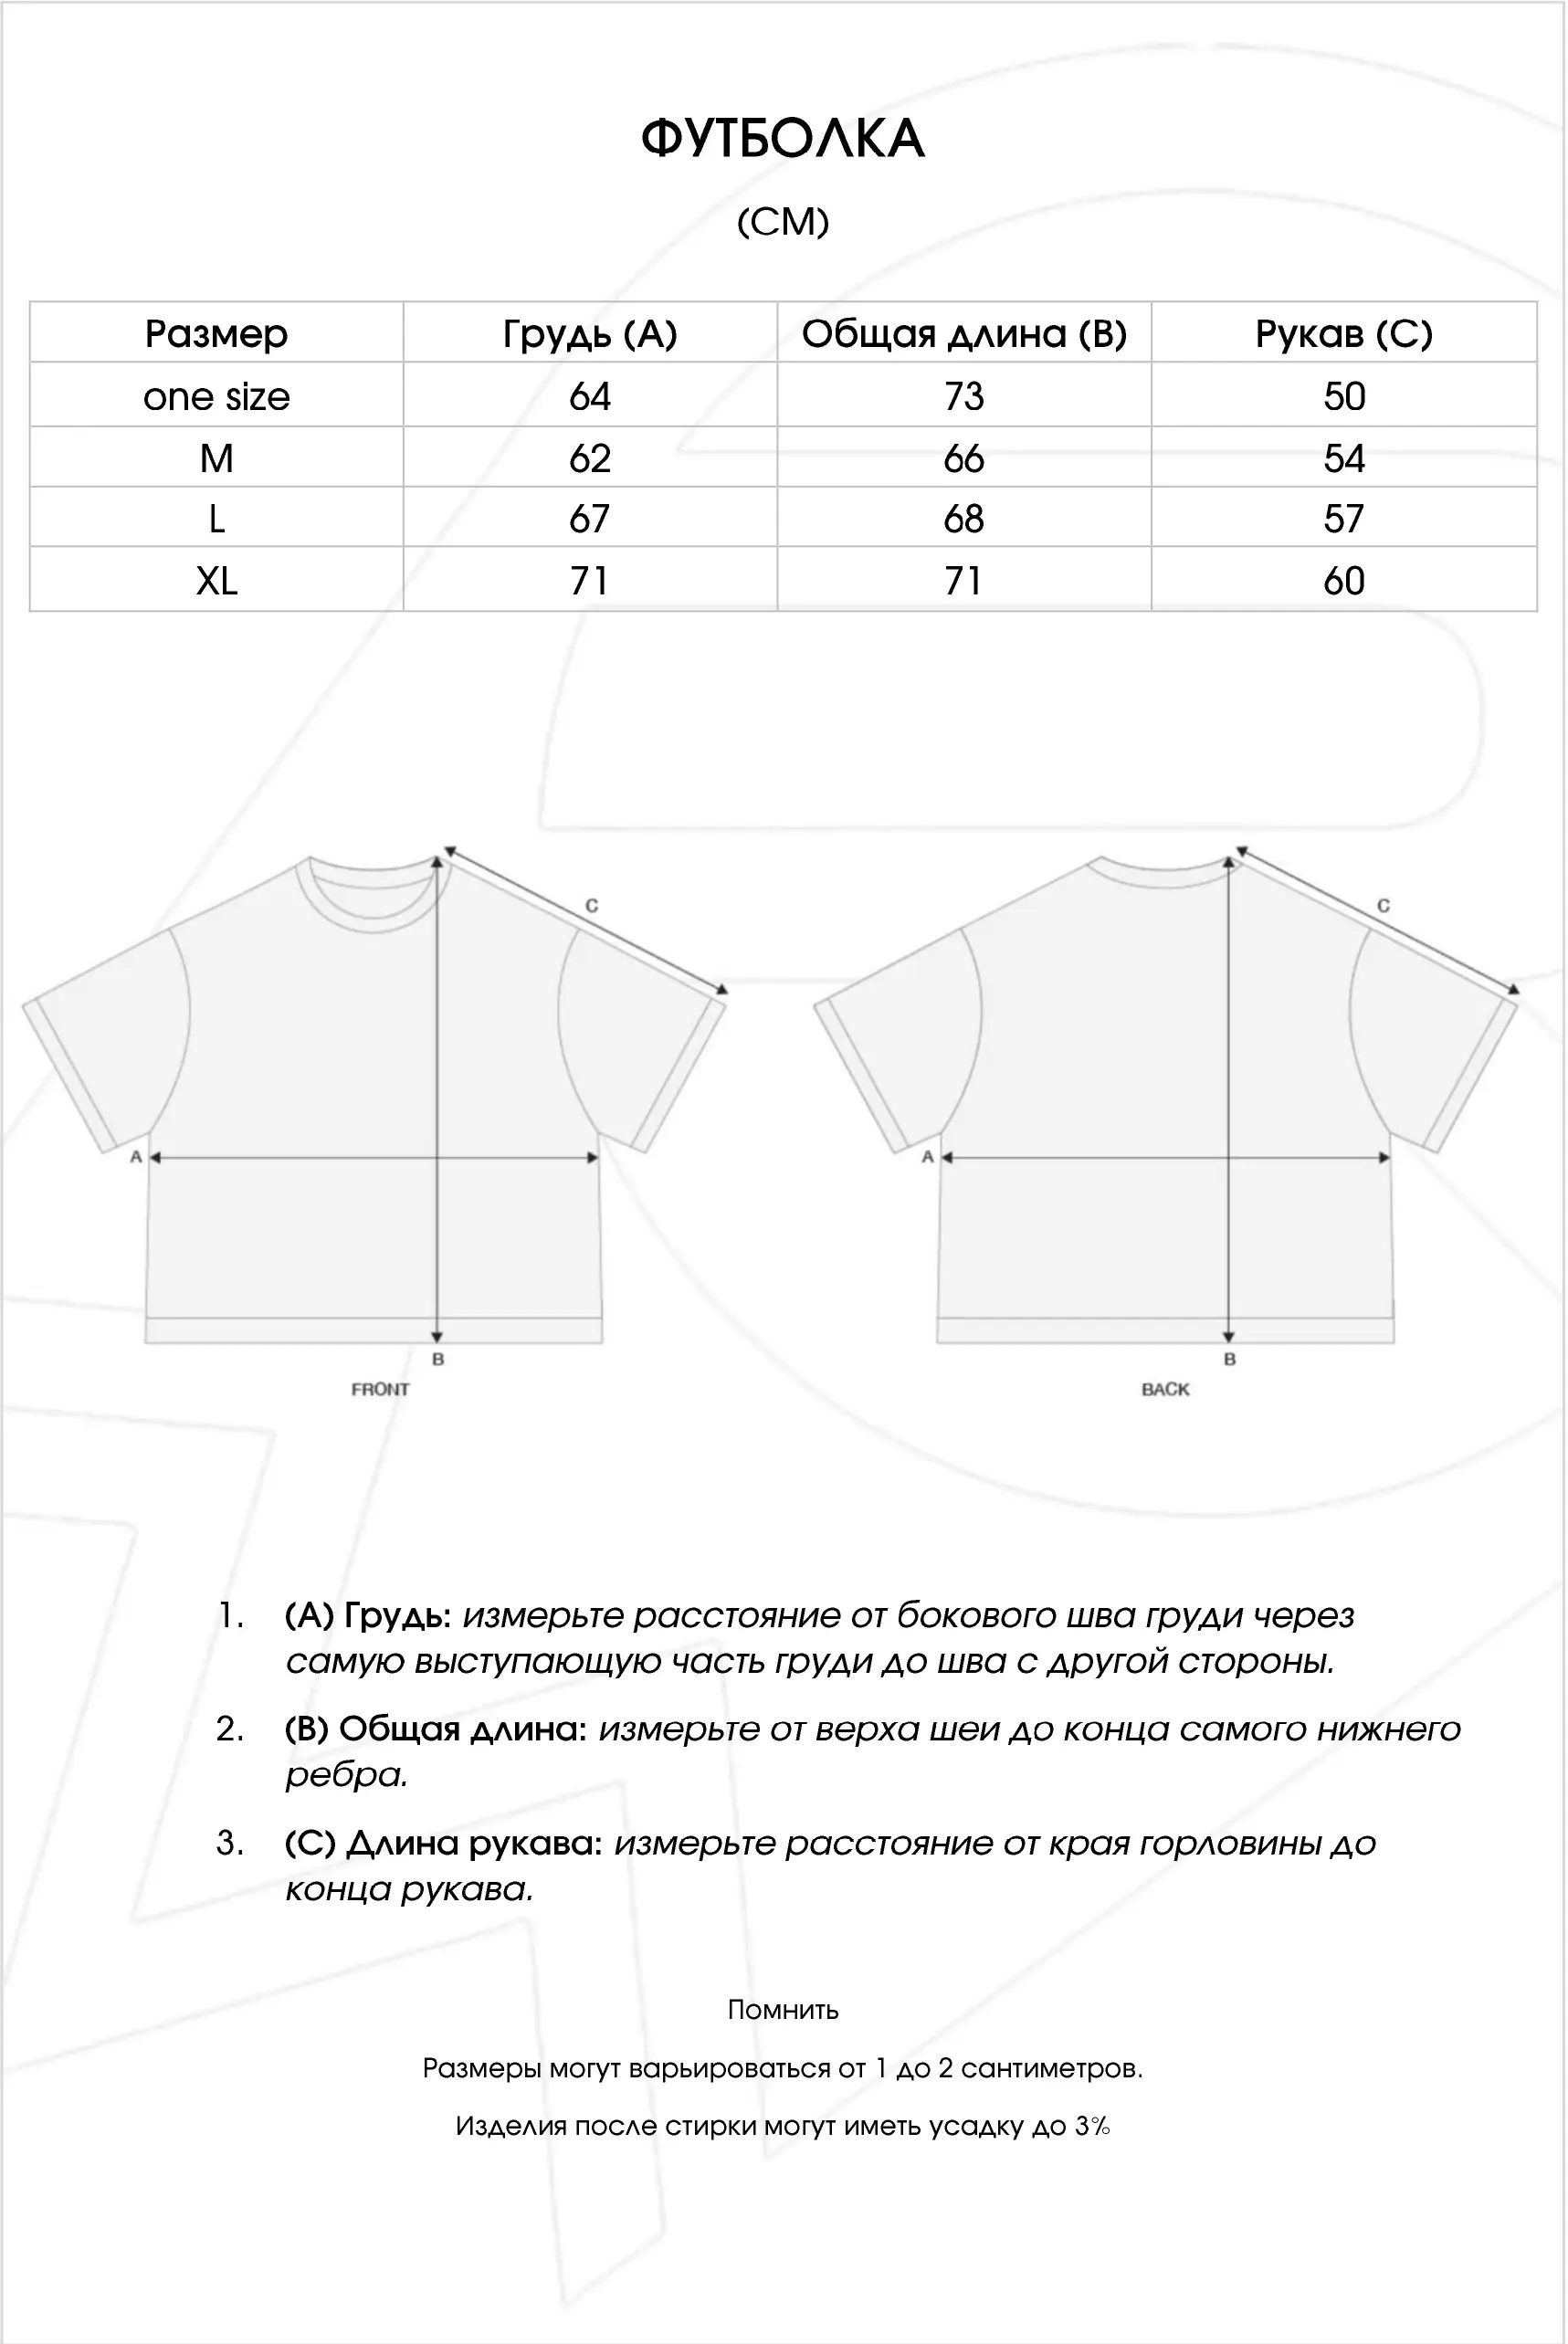 ФУТБОЛКА
(СМ)
Размер Грудь (A) Общая длина (B) Рукав (C)
one size 64 73 50
M 62 66 54
L 67 68 57
XL 71 71 60
C C
A A
B B
FRONT BACK
1. (A) Грудь: измерьте расстояние от бокового шва груди через
самую выступающую часть груди до шва с другой стороны.
2. (B) Общая длина: измерьте от верха шеи до конца самого нижнего
ребра.
3. (C) Длина рукава: измерьте расстояние от края горловины до
конца рукава.
Помнить
Размеры могут варьироваться от 1 до 2 сантиметров.
Изделия после стирки могут иметь усадку до 3%